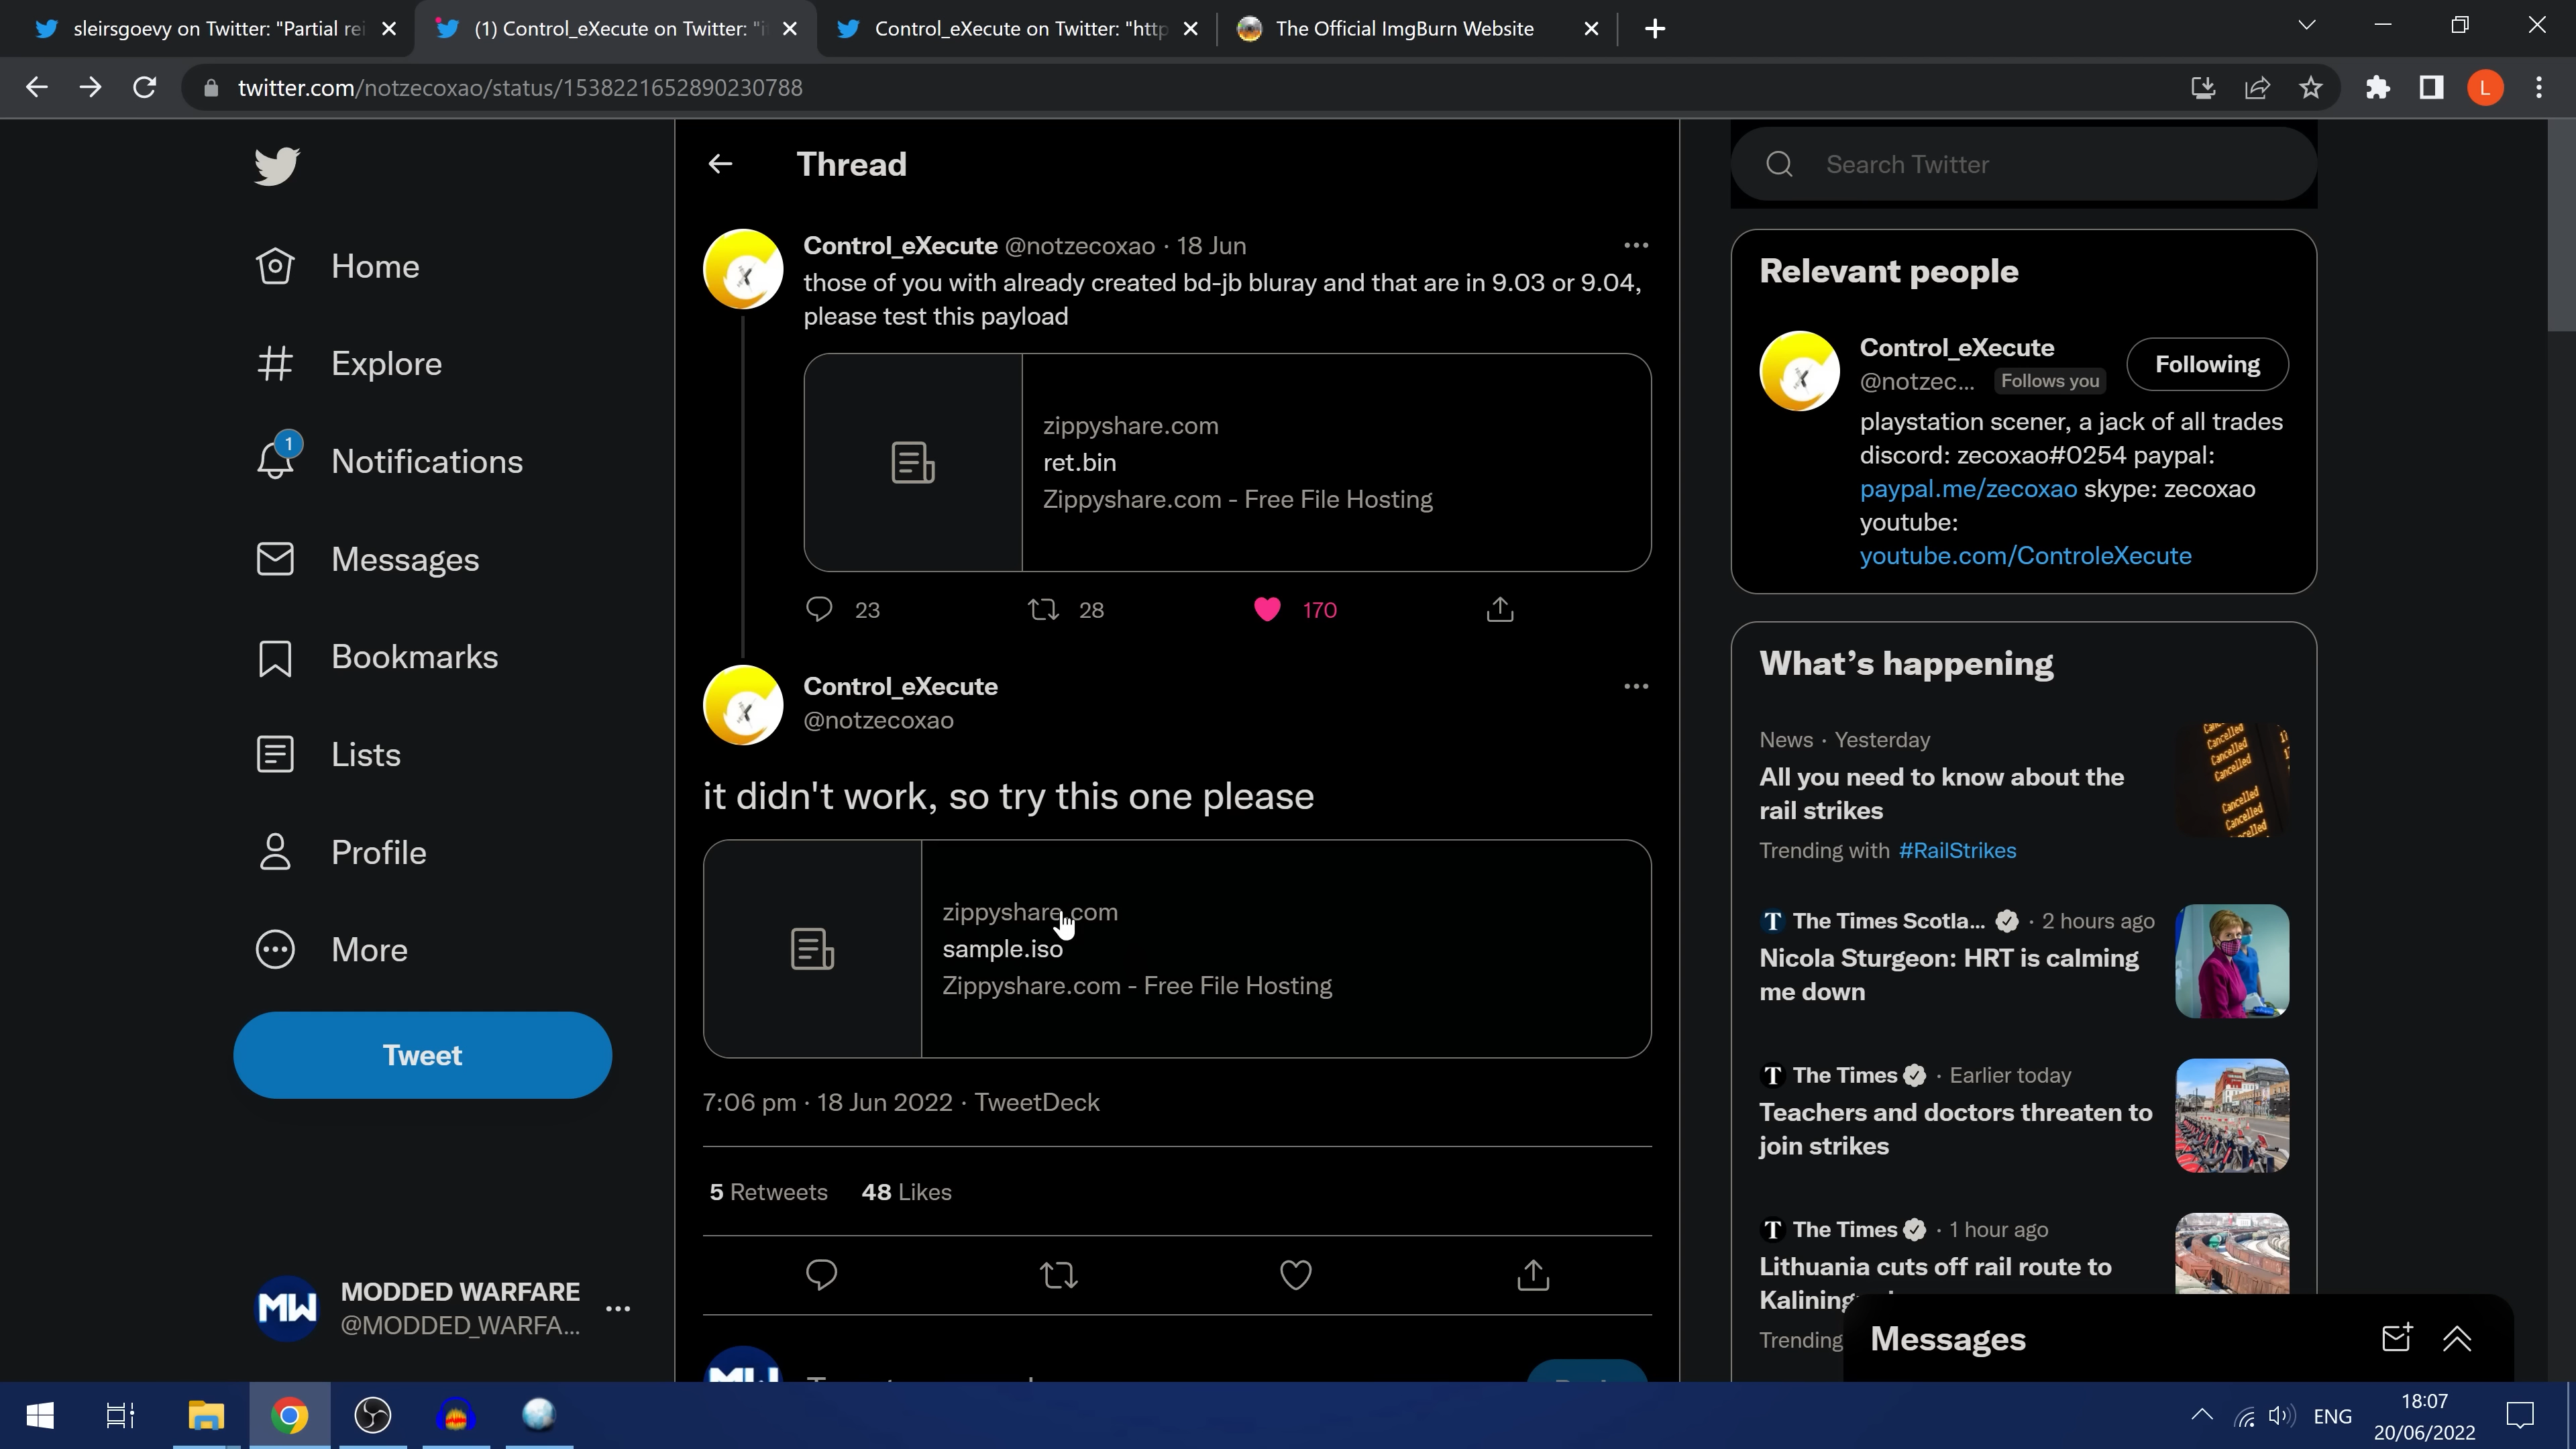 sleirsgoevy on Twitter: "Partial rei
(1) Control_eXecute on Twitter: "i
Control_eXecute on Twitter: "http
The Official ImgBurn Website
twitter.com/notzecoxao/status/1538221652890230788
L
Home
Explore
1
Notifications
Messages
Bookmarks
Lists
Profile
More
Tweet
MODDED WARFARE
@MODDED_WARFA...
MW
Thread
Control_eXecute @notzecoxao · 18 Jun
those of you with already created bd-jb bluray and that are in 9.03 or 9.04,
please test this payload
zippyshare.com
ret.bin
Zippyshare.com - Free File Hosting
23
28
170
Control_eXecute
@notzecoxao
it didn't work, so try this one please
zippyshare.com
sample.iso
Zippyshare.com - Free File Hosting
7:06 pm · 18 Jun 2022 · TweetDeck
5 Retweets 48 Likes
Search Twitter
Relevant people
Control_eXecute
@notzec... Follows you
Following
playstation scener, a jack of all trades
discord: zecoxao#0254 paypal:
paypal.me/zecoxao skype: zecoxao
youtube:
youtube.com/ControleXecute
What's happening
News · Yesterday
All you need to know about the
rail strikes
Trending with #RailStrikes
Cancelled
Cancelled
Cancelled
Cancelled
Cancelled
T The Times Scotla... · 2 hours ago
Nicola Sturgeon: HRT is calming
me down
T The Times · Earlier today
Teachers and doctors threaten to
join strikes
T The Times · 1 hour ago
Lithuania cuts off rail route to
Trending
Messages
ENG
18:07
20/06/2022